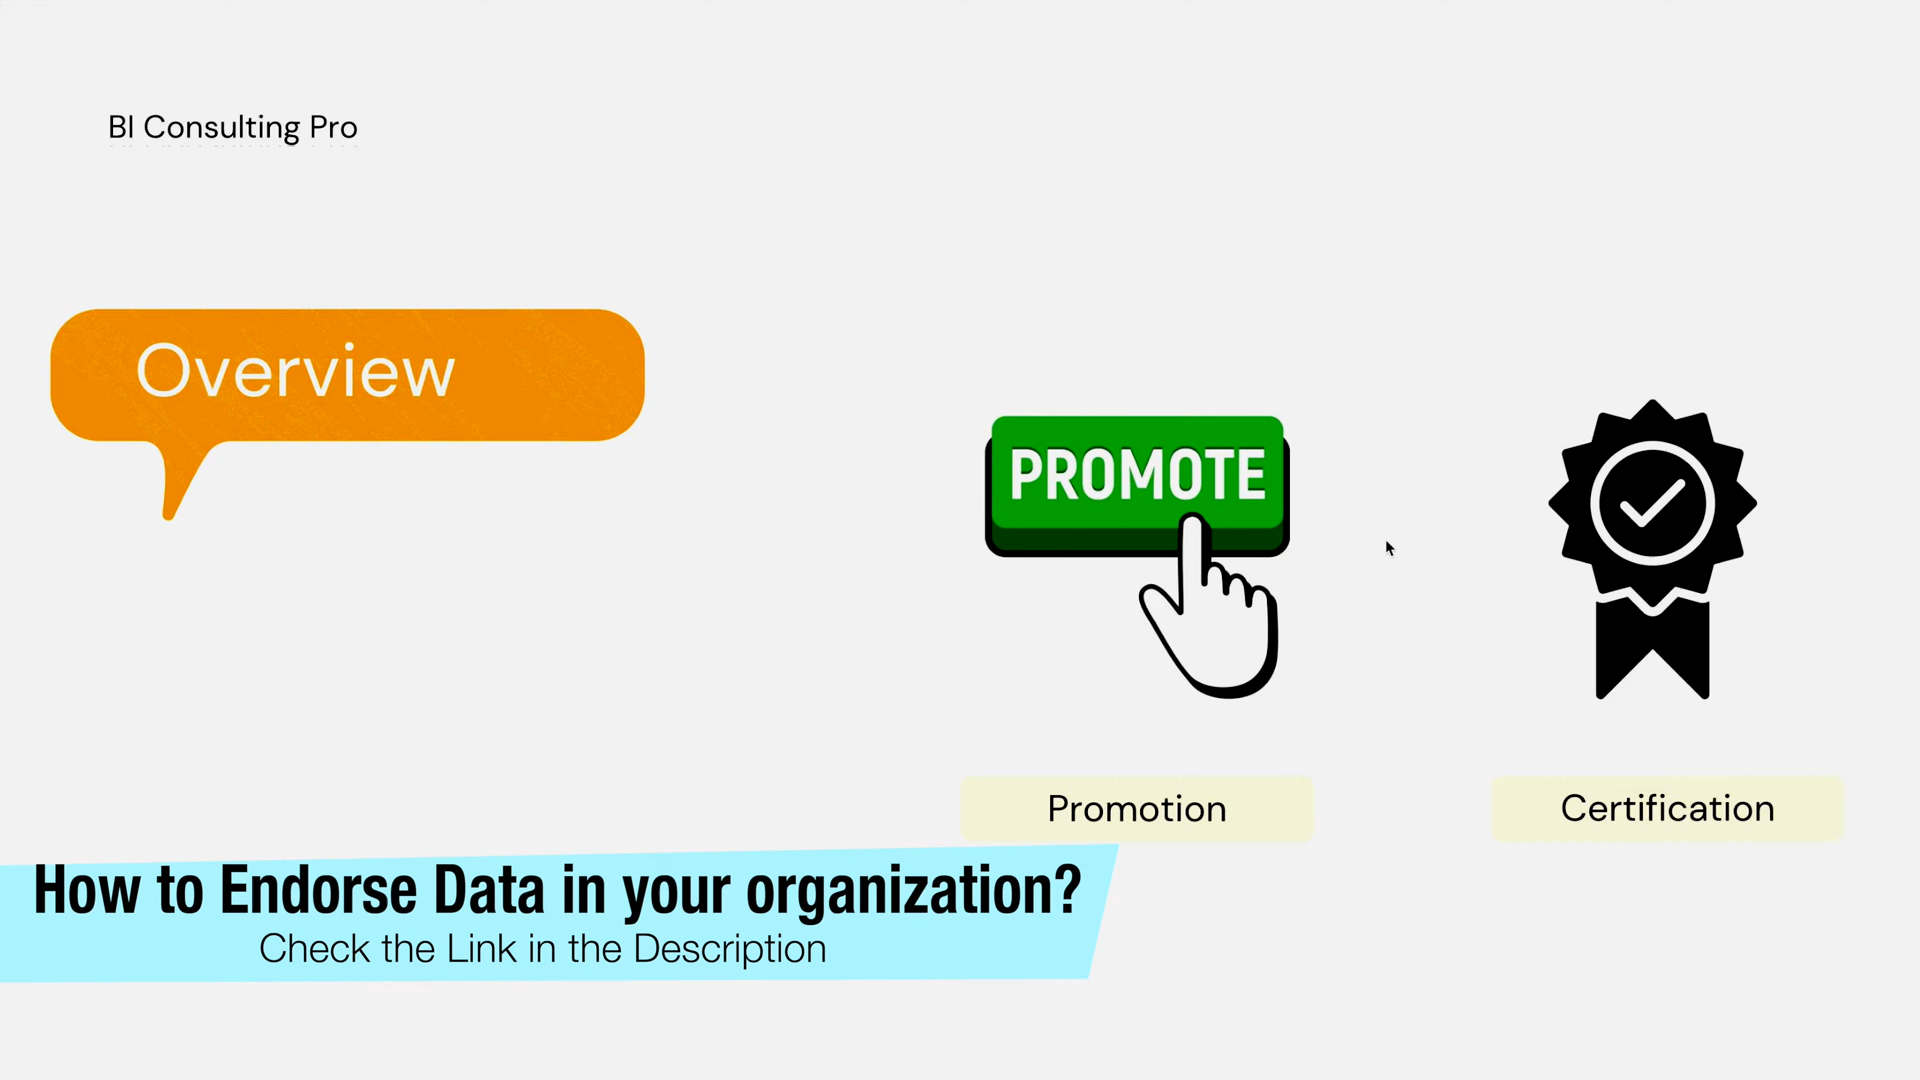 BI Consulting Pro
Overview
PROMOTE
Promotion
Certification
How to Endorse Data in your organization?
Check the Link in the Description